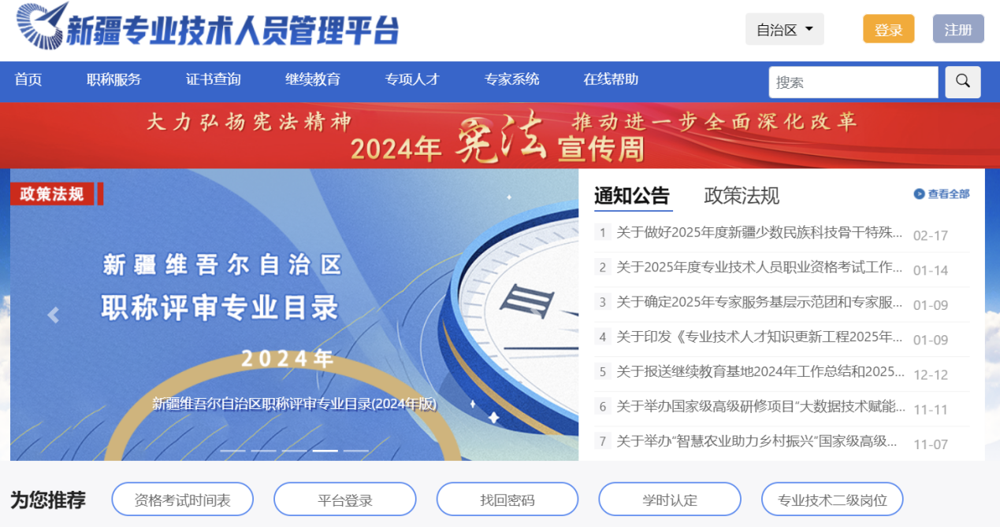 新疆专业技术人员管理平台
自治区
登录
注册
首页
职称服务
证书查询
继续教育
专项人才
专家系统
在线帮助
搜索
大力弘扬宪法精神
推动进一步全面深化改革
2024年 宪法 宣传周
政策法规
新疆维吾尔自治区
职称评审专业目录
2024年
新疆维吾尔自治区职称评审专业目录(2024年版)
通知公告
政策法规
查看全部
1 关于做好2025年度新疆少数民族科技骨干特殊... 02-17
2 关于2025年度专业技术人员职业资格考试工作... 01-14
3 关于确定2025年专家服务基层示范团和专家服... 01-09
4 关于印发《专业技术人才知识更新工程2025年... 01-09
5 关于报送继续教育基地2024年工作总结和2025... 12-12
6 关于举办国家级高级研修项目“大数据技术赋能... 11-11
7 关于举办“智慧农业助力乡村振兴”国家级高级... 11-07
为您推荐
资格考试时间表
平台登录
找回密码
学时认定
专业技术二级岗位